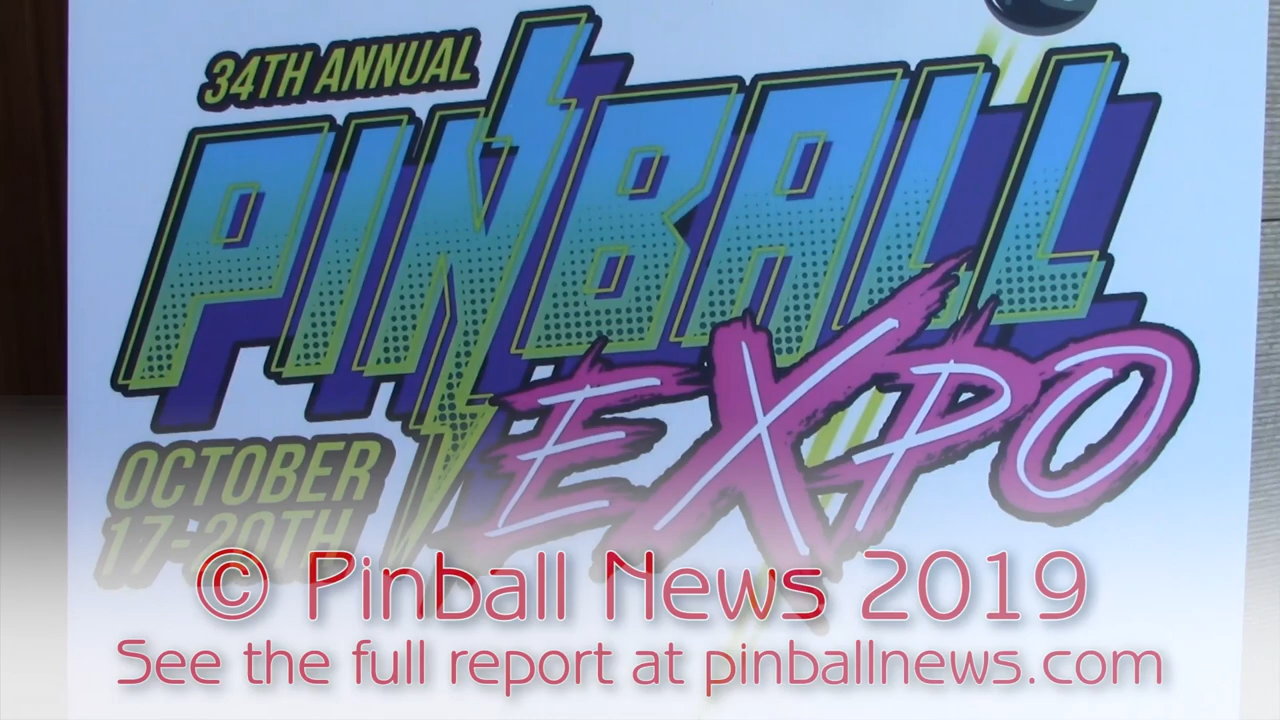 34TH ANNUAL
PINBALL
EXPO
OCTOBER
17-20TH
© Pinball News 2019
See the full report at pinballnews.com